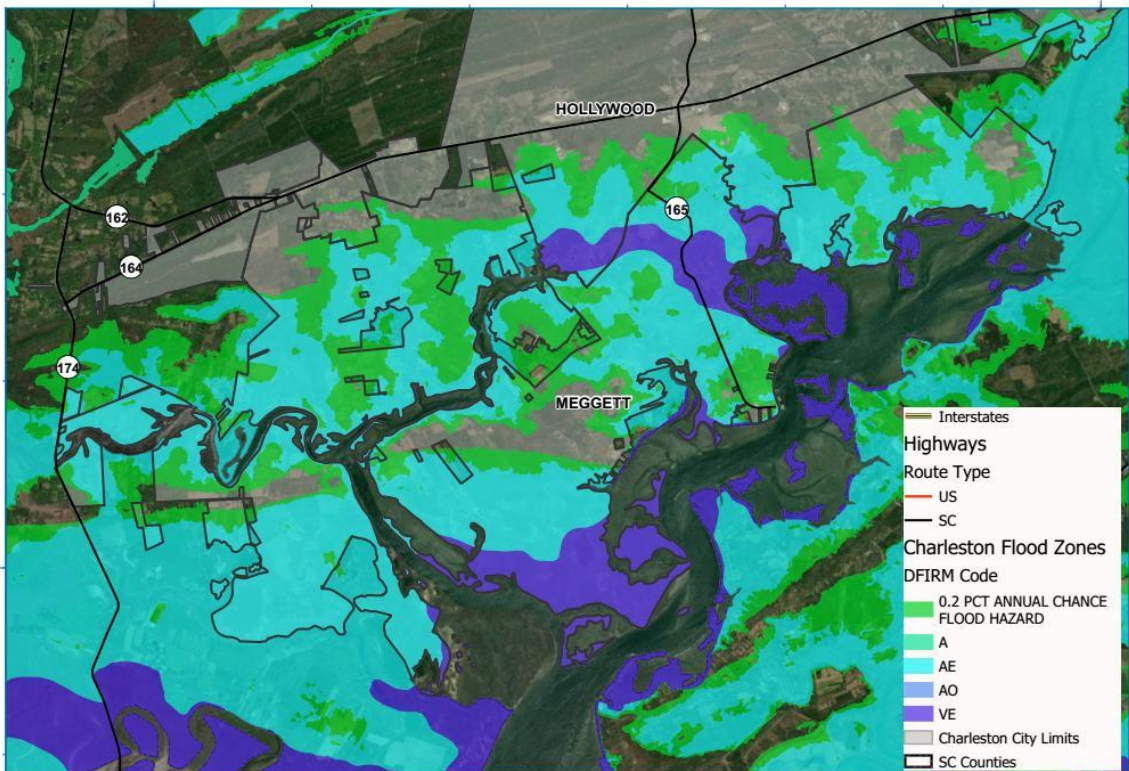 HOLLYWOOD
162
165
164
174
MEGGETT
Interstates
Highways
Route Type
US
SC
Charleston Flood Zones
DFIRM Code
0.2 PCT ANNUAL CHANCE
FLOOD HAZARD
A
AE
AO
VE
Charleston City Limits
SC Counties